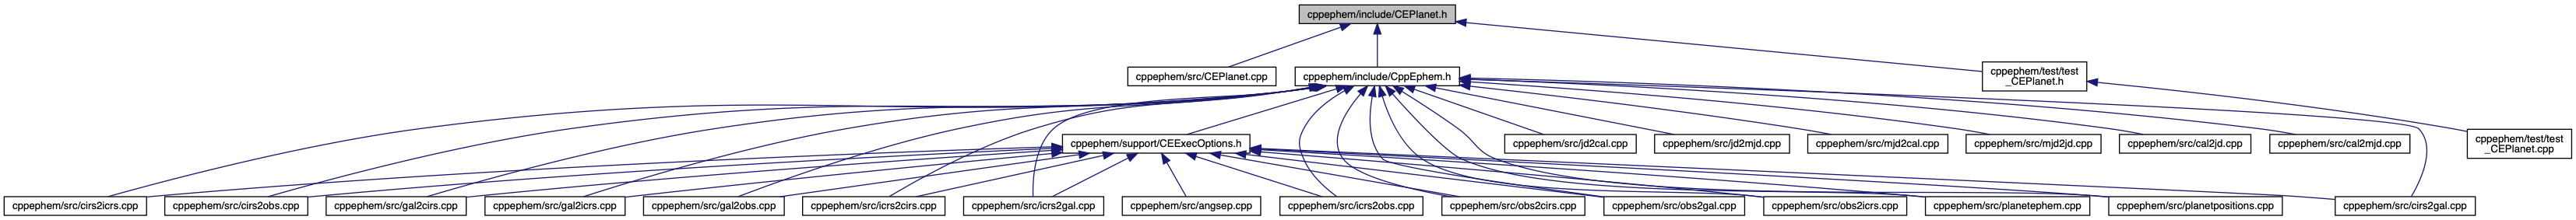 cppephem/include/CEPlanet.h
cppephem/src/CEPlanet.cpp
cppephem/include/CppEphem.h
cppephem/test/test
_CEPlanet.h
cppephem/support/CEExecOptions.h
cppephem/src/jd2cal.cpp
cppephem/src/jd2mjd.cpp
cppephem/src/mjd2cal.cpp
cppephem/src/mjd2jd.cpp
cppephem/src/cal2jd.cpp
cppephem/src/cal2mjd.cpp
cppephem/test/test
_CEPlanet.cpp
cppephem/src/cirs2icrs.cpp
cppephem/src/cirs2obs.cpp
cppephem/src/gal2cirs.cpp
cppephem/src/gal2icrs.cpp
cppephem/src/gal2obs.cpp
cppephem/src/icrs2cirs.cpp
cppephem/src/icrs2gal.cpp
cppephem/src/angsep.cpp
cppephem/src/icrs2obs.cpp
cppephem/src/obs2cirs.cpp
cppephem/src/obs2gal.cpp
cppephem/src/obs2icrs.cpp
cppephem/src/planetephem.cpp
cppephem/src/planetpositions.cpp
cppephem/src/cirs2gal.cpp